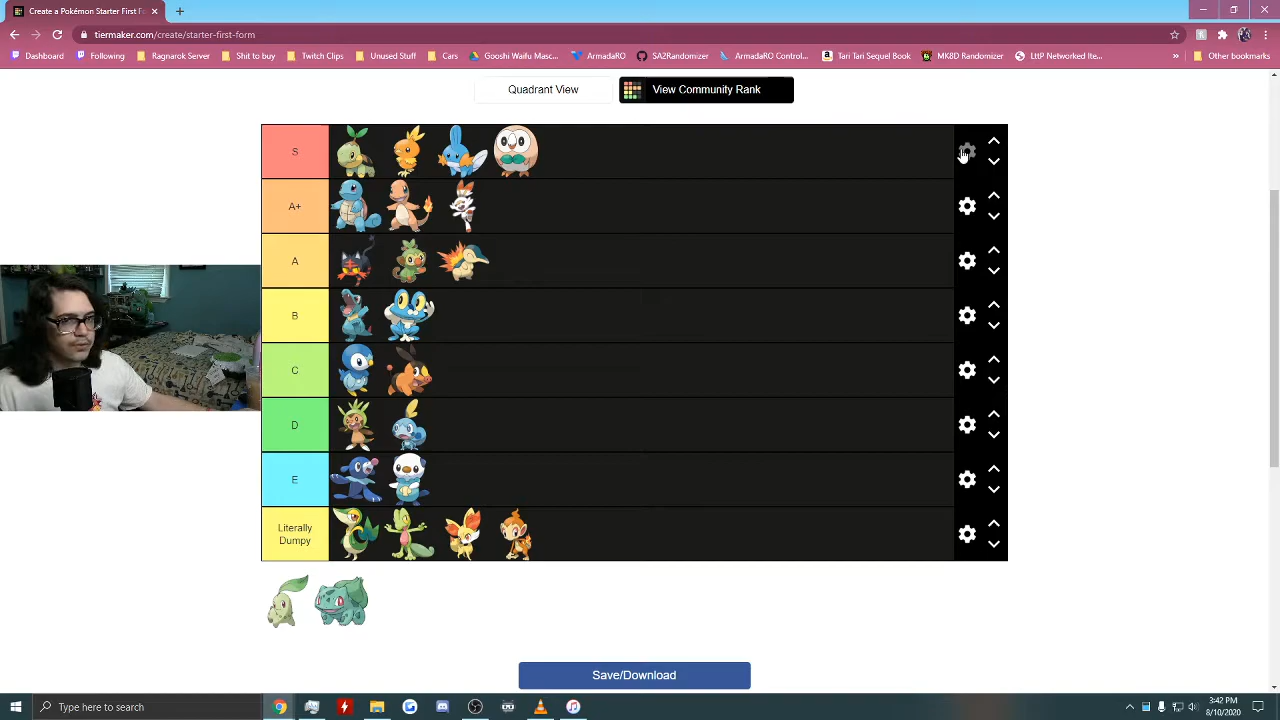 Create a Pokémon Starter First Fo
tiermaker.com/create/starter-first-form
Dashboard
Following
Ragnarok Server
Shit to buy
Twitch Clips
Unused Stuff
Cars
Gooshi Waifu Masc...
ArmadaRO
SA2Randomizer
ArmadaRO Control...
Tari Tari Sequel Book
MK8D Randomizer
LttP Networked Ite...
»
Other bookmarks
Quadrant View
View Community Rank
S
A+
A
B
C
D
E
Literally
Dumpy
Save/Download
Type here to search
3:42 PM
8/10/2020